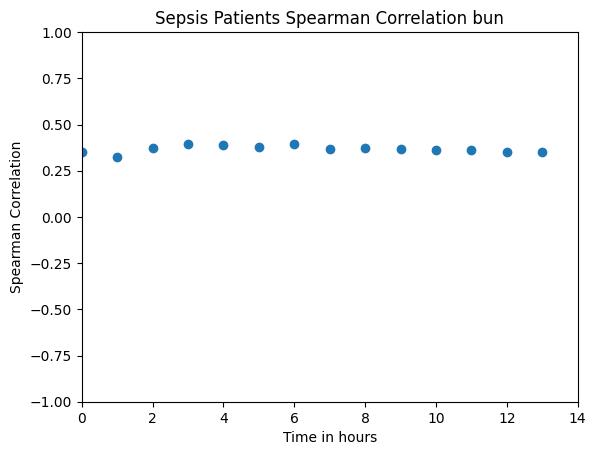 Sepsis Patients Spearman Correlation bun
1.00
0.75
0.50
0.25
0.00
−0.25
−0.50
−0.75
−1.00
Spearman Correlation
0 2 4 6 8 10 12 14
Time in hours